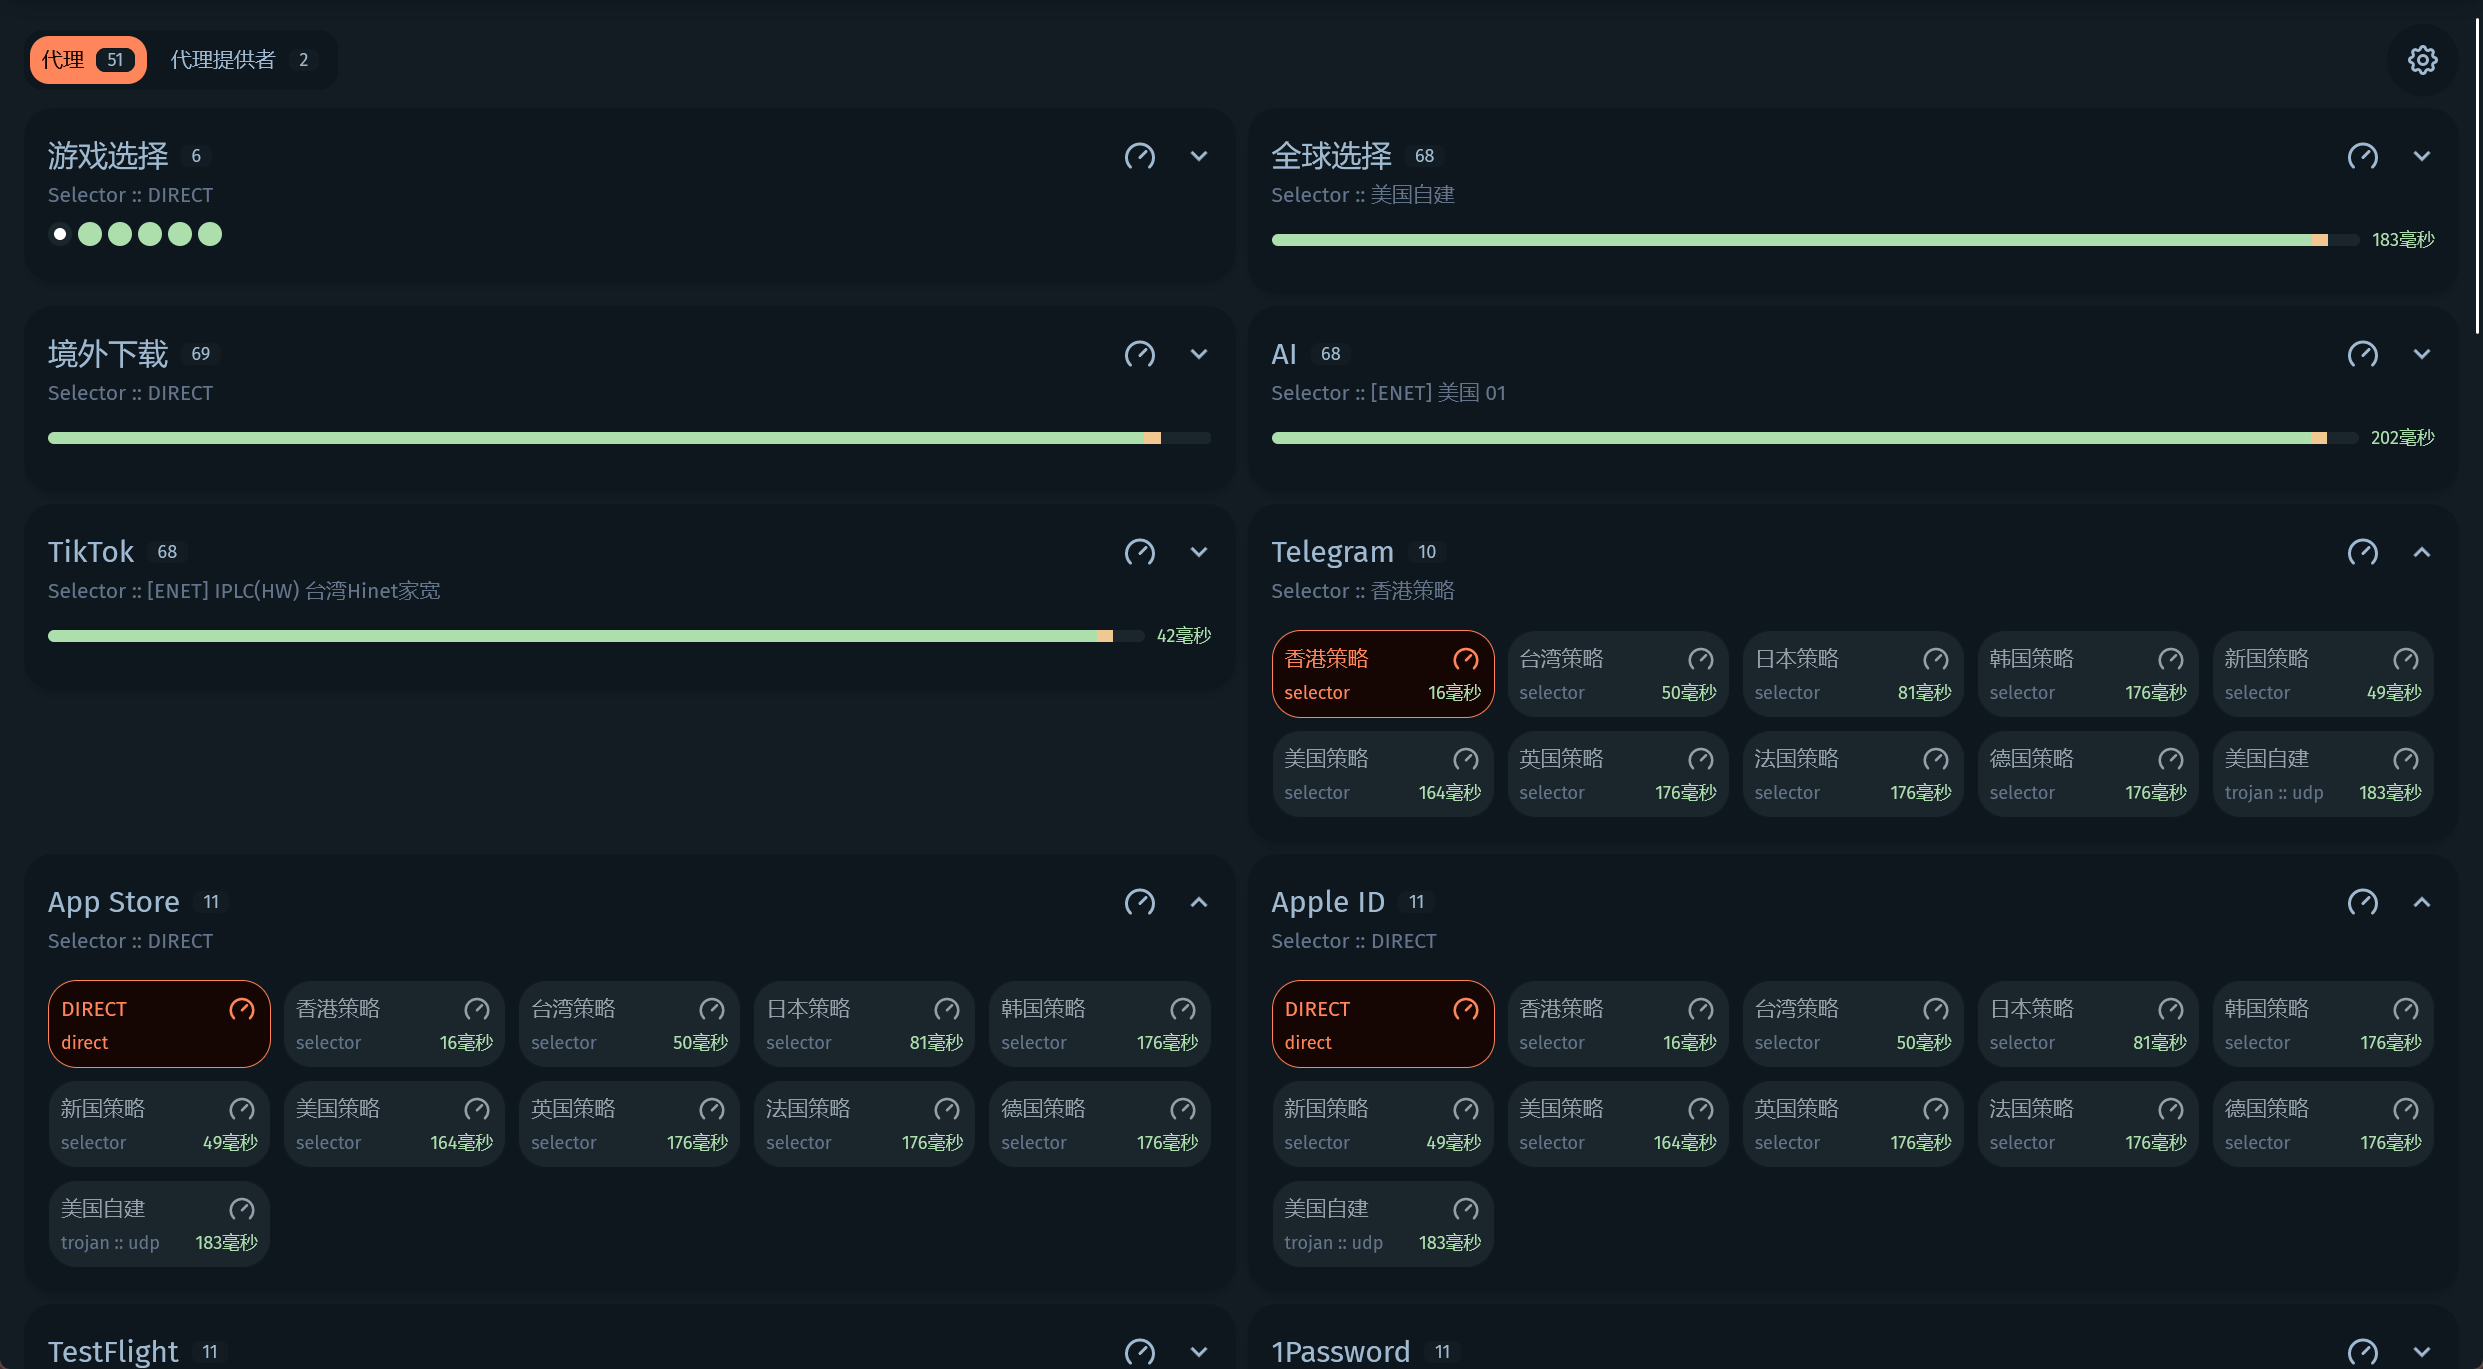 代理 51 代理提供者 2
游戏选择 6
Selector :: DIRECT
全球选择 68
Selector :: 美国自建
183毫秒
境外下载 69
Selector :: DIRECT
AI 68
Selector :: [ENET] 美国 01
202毫秒
TikTok 68
Selector :: [ENET] IPLC(HW) 台湾Hinet家宽
42毫秒
Telegram 10
Selector :: 香港策略
香港策略 台湾策略 日本策略 韩国策略 新国策略
selector 16毫秒 selector 50毫秒 selector 81毫秒 selector 176毫秒 selector 49毫秒
美国策略 英国策略 法国策略 德国策略 美国自建
selector 164毫秒 selector 176毫秒 selector 176毫秒 selector 176毫秒 trojan :: udp 183毫秒
App Store 11
Selector :: DIRECT
DIRECT 香港策略 台湾策略 日本策略 韩国策略
direct selector 16毫秒 selector 50毫秒 selector 81毫秒 selector 176毫秒
新国策略 美国策略 英国策略 法国策略 德国策略
selector 49毫秒 selector 164毫秒 selector 176毫秒 selector 176毫秒 selector 176毫秒
美国自建
trojan :: udp 183毫秒
Apple ID 11
Selector :: DIRECT
DIRECT 香港策略 台湾策略 日本策略 韩国策略
direct selector 16毫秒 selector 50毫秒 selector 81毫秒 selector 176毫秒
新国策略 美国策略 英国策略 法国策略 德国策略
selector 49毫秒 selector 164毫秒 selector 176毫秒 selector 176毫秒 selector 176毫秒
美国自建
trojan :: udp 183毫秒
TestFlight 11
1Password 11